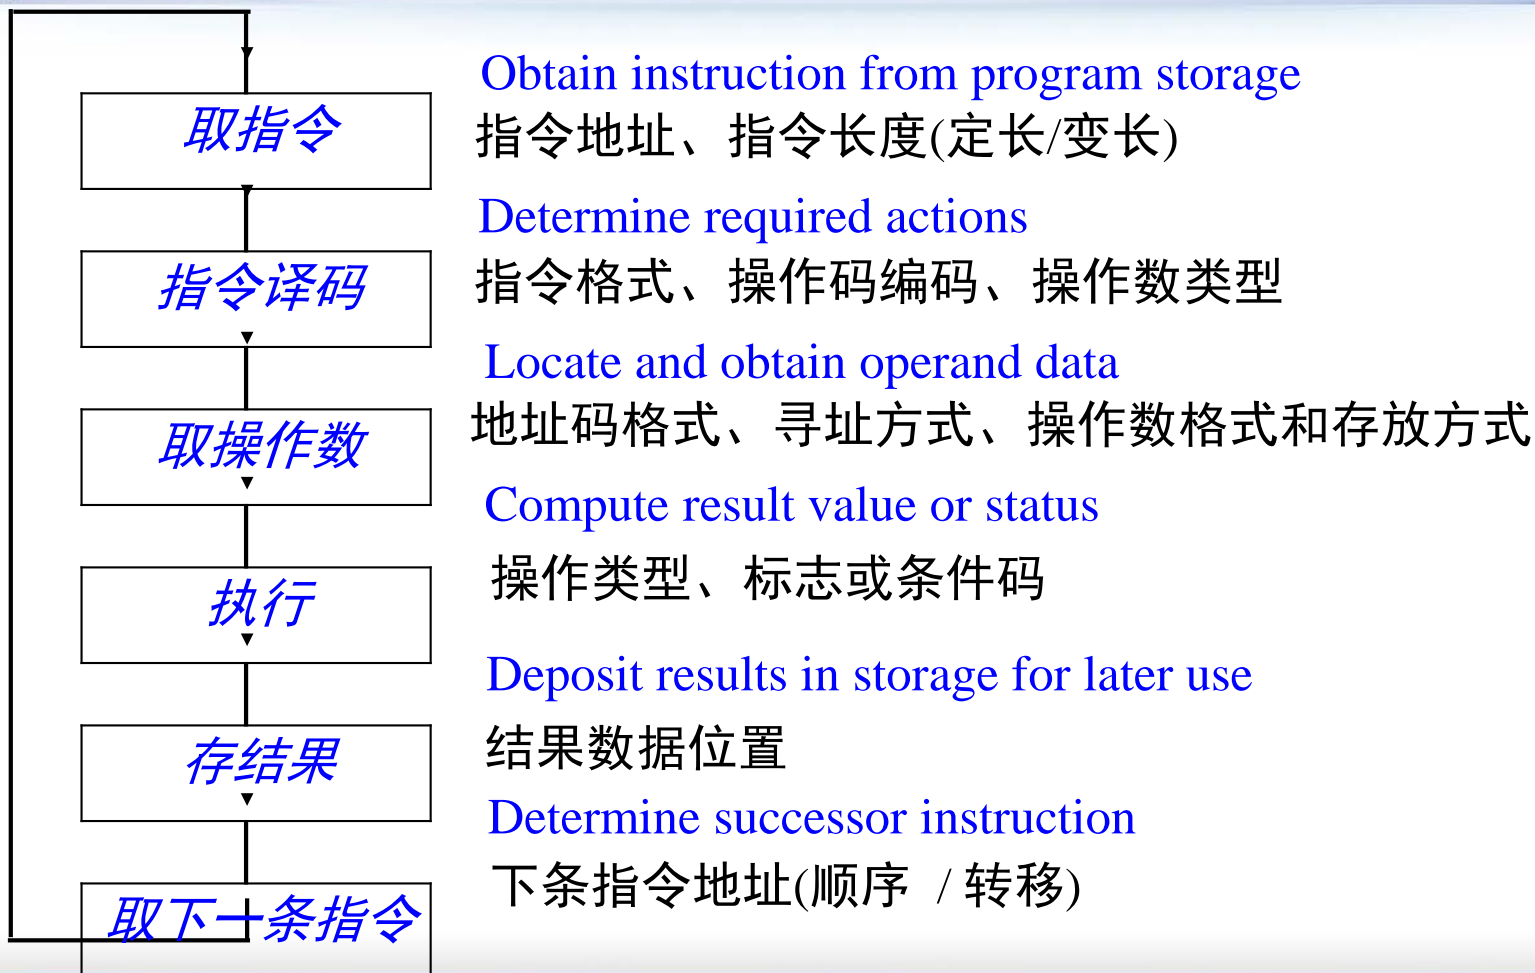 取指令
Obtain instruction from program storage
指令地址、指令长度(定长/变长)
指令译码
Determine required actions
指令格式、操作码编码、操作数类型
取操作数
Locate and obtain operand data
地址码格式、寻址方式、操作数格式和存放方式
执行
Compute result value or status
操作类型、标志或条件码
存结果
Deposit results in storage for later use
结果数据位置
取下一条指令
Determine successor instruction
下条指令地址(顺序 / 转移)